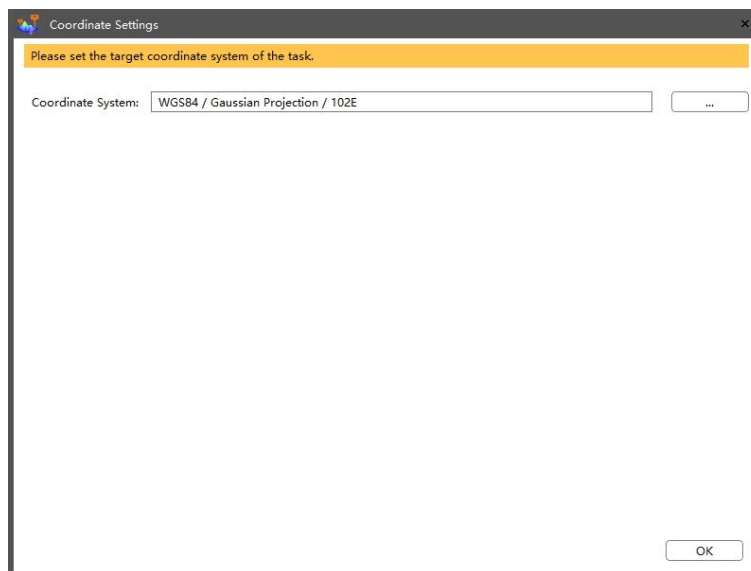 Coordinate Settings
Please set the target coordinate system of the task.
Coordinate System: WGS84 / Gaussian Projection / 102E ...
OK